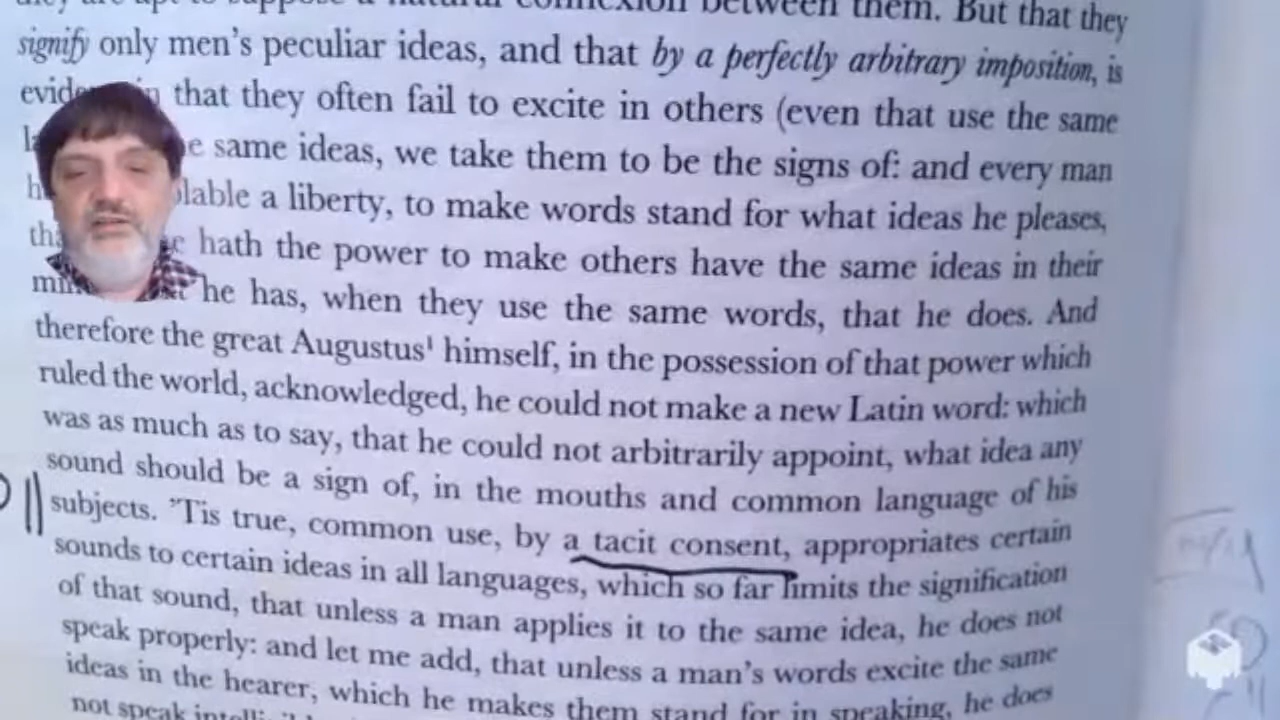 between them. But that they
signify only men's peculiar ideas, and that by a perfectly arbitrary imposition, is
that they often fail to excite in others (even that use the same
same ideas, we take them to be the signs of: and every man
a liberty, to make words stand for what ideas he pleases,
hath the power to make others have the same ideas in their
he has, when they use the same words, that he does. And
therefore the great Augustus¹ himself, in the possession of that power which
ruled the world, acknowledged, he could not make a new Latin word: which
was as much as to say, that he could not arbitrarily appoint, what idea any
sound should be a sign of, in the mouths and common language of his
subjects. 'Tis true, common use, by a tacit consent, appropriates certain
sounds to certain ideas in all languages, which so far limits the signification
of that sound, that unless a man applies it to the same idea, he does not
speak properly: and let me add, that unless a man's words excite the same
ideas in the hearer, which he makes them stand for in speaking, he does
not speak